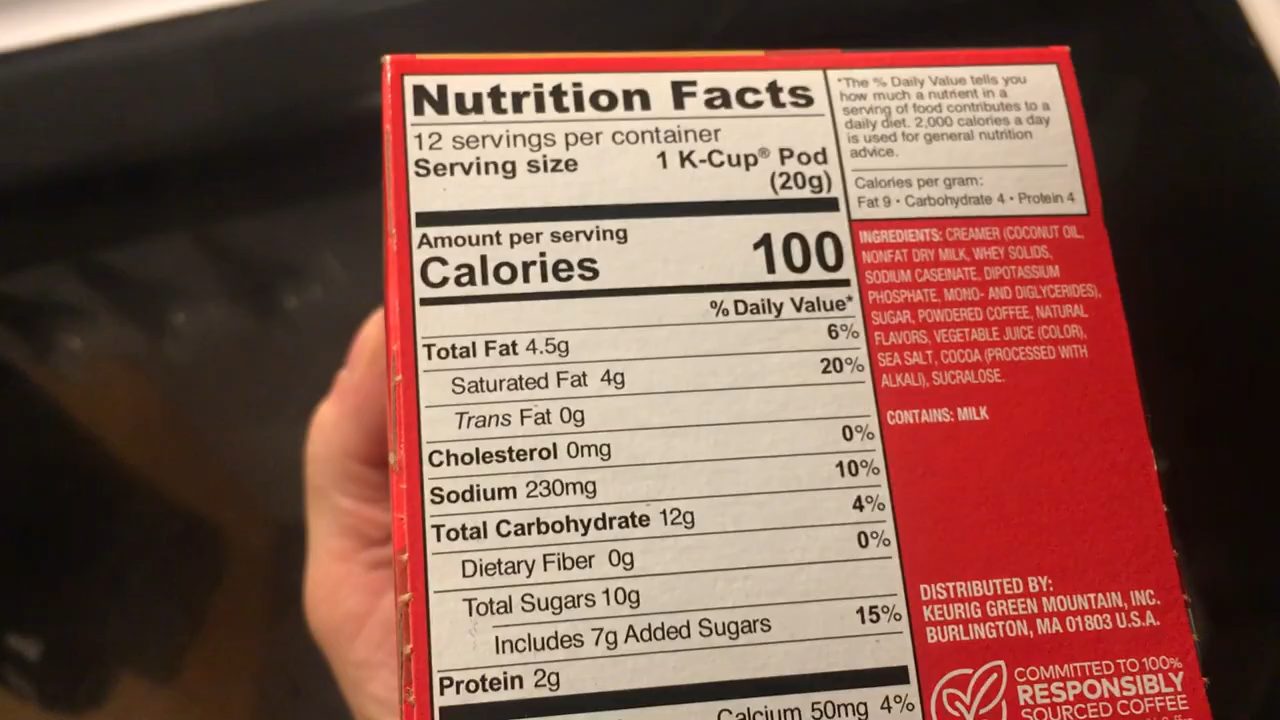 Nutrition Facts
12 servings per container
Serving size 1 K-Cup® Pod
(20g)
Amount per serving
Calories 100
% Daily Value*
Total Fat 4.5g 6%
Saturated Fat 4g 20%
Trans Fat 0g
Cholesterol 0mg 0%
Sodium 230mg 10%
Total Carbohydrate 12g 4%
Dietary Fiber 0g 0%
Total Sugars 10g
Includes 7g Added Sugars 15%
Protein 2g
Calcium 50mg 4%
*The % Daily Value tells you
how much a nutrient in a
serving of food contributes to a
daily diet. 2,000 calories a day
is used for general nutrition
advice.
Calories per gram:
Fat 9 • Carbohydrate 4 • Protein 4
INGREDIENTS: CREAMER (COCONUT OIL,
NONFAT DRY MILK, WHEY SOLIDS,
SODIUM CASEINATE, DIPOTASSIUM
PHOSPHATE, MONO- AND DIGLYCERIDES),
SUGAR, POWDERED COFFEE, NATURAL
FLAVORS, VEGETABLE JUICE (COLOR),
SEA SALT, COCOA (PROCESSED WITH
ALKALI), SUCRALOSE.
CONTAINS: MILK
DISTRIBUTED BY:
KEURIG GREEN MOUNTAIN, INC.
BURLINGTON, MA 01803 U.S.A.
COMMITTED TO 100%
RESPONSIBLY
SOURCED COFFEE